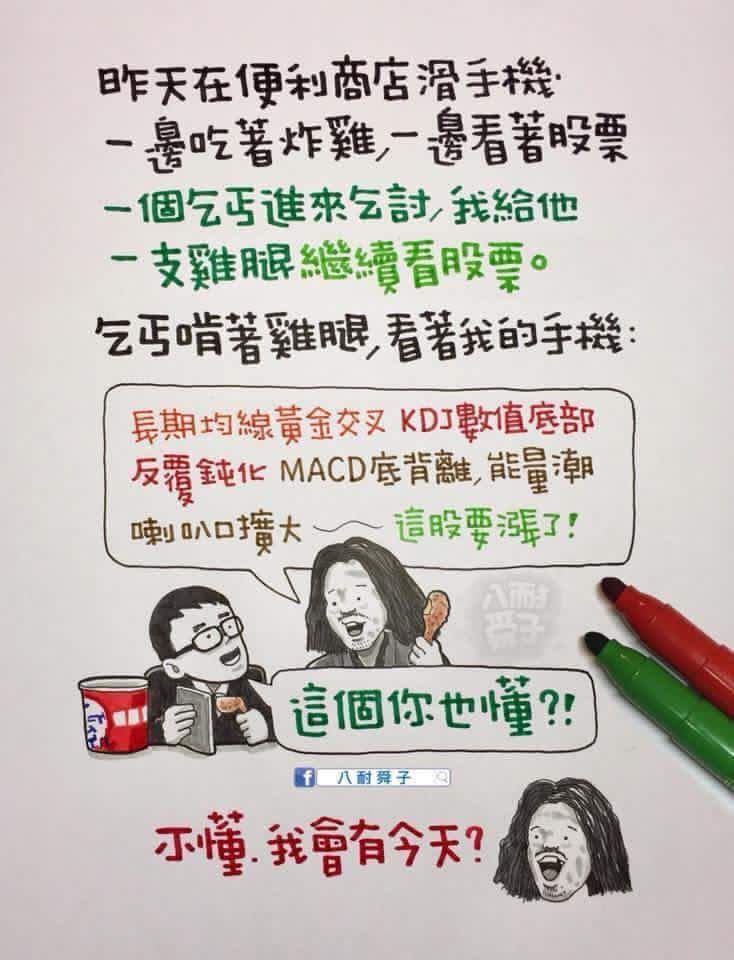 昨天在便利商店滑手機.
一邊吃著炸雞,一邊看著股票
一個乞丐進來乞討,我給他
一支雞腿繼續看股票。
乞丐啃著雞腿,看著我的手機:
長期均線黃金交叉 KDJ數值底部
反覆鈍化 MACD底背離,能量潮
喇叭口擴大 —— 這股要漲了!
八耐舜子
這個你也懂?!
八耐舜子
不懂.我會有今天?